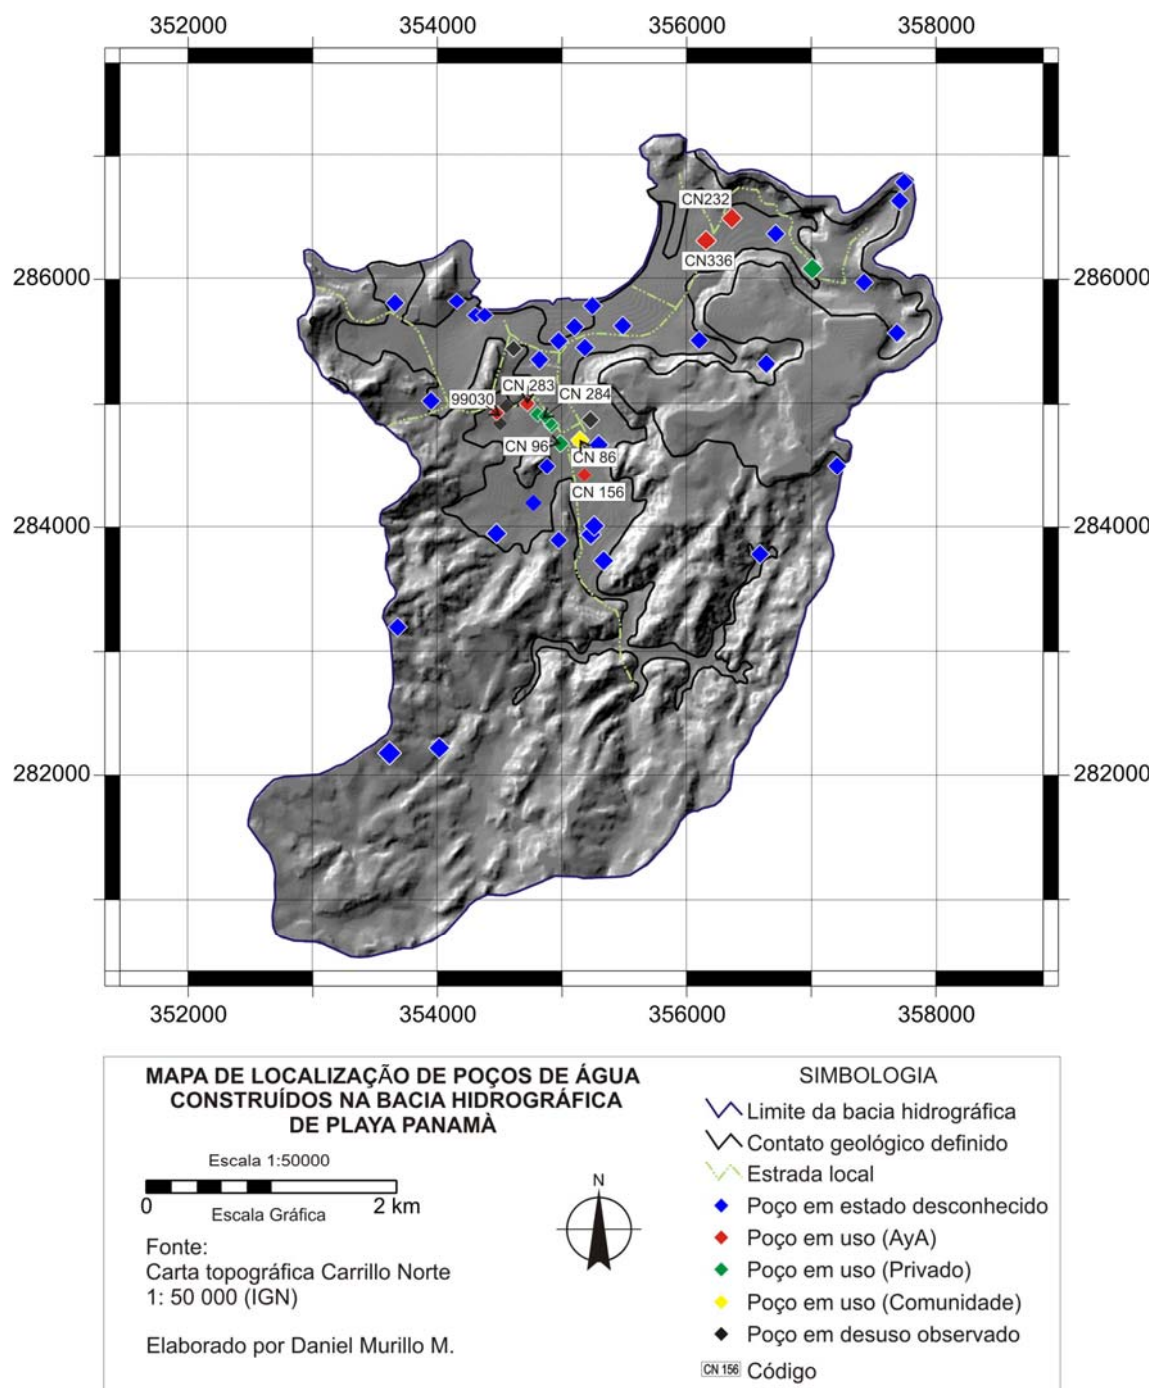 352000 354000 356000 358000
CN232
CN336
286000 286000
CN 283
CN 284
99030
CN 96
CN 86
CN 156
284000 284000
282000 282000
352000 354000 356000 358000
MAPA DE LOCALIZAÇÃO DE POÇOS DE ÁGUA
CONSTRUÍDOS NA BACIA HIDROGRÁFICA
DE PLAYA PANAMÀ
Escala 1:50000
0 2 km
Escala Gráfica
N
Fonte:
Carta topográfica Carrillo Norte
1: 50 000 (IGN)
Elaborado por Daniel Murillo M.
SIMBOLOGIA
Limite da bacia hidrográfica
Contato geológico definido
Estrada local
Poço em estado desconhecido
Poço em uso (AyA)
Poço em uso (Privado)
Poço em uso (Comunidade)
Poço em desuso observado
CN 156 Código